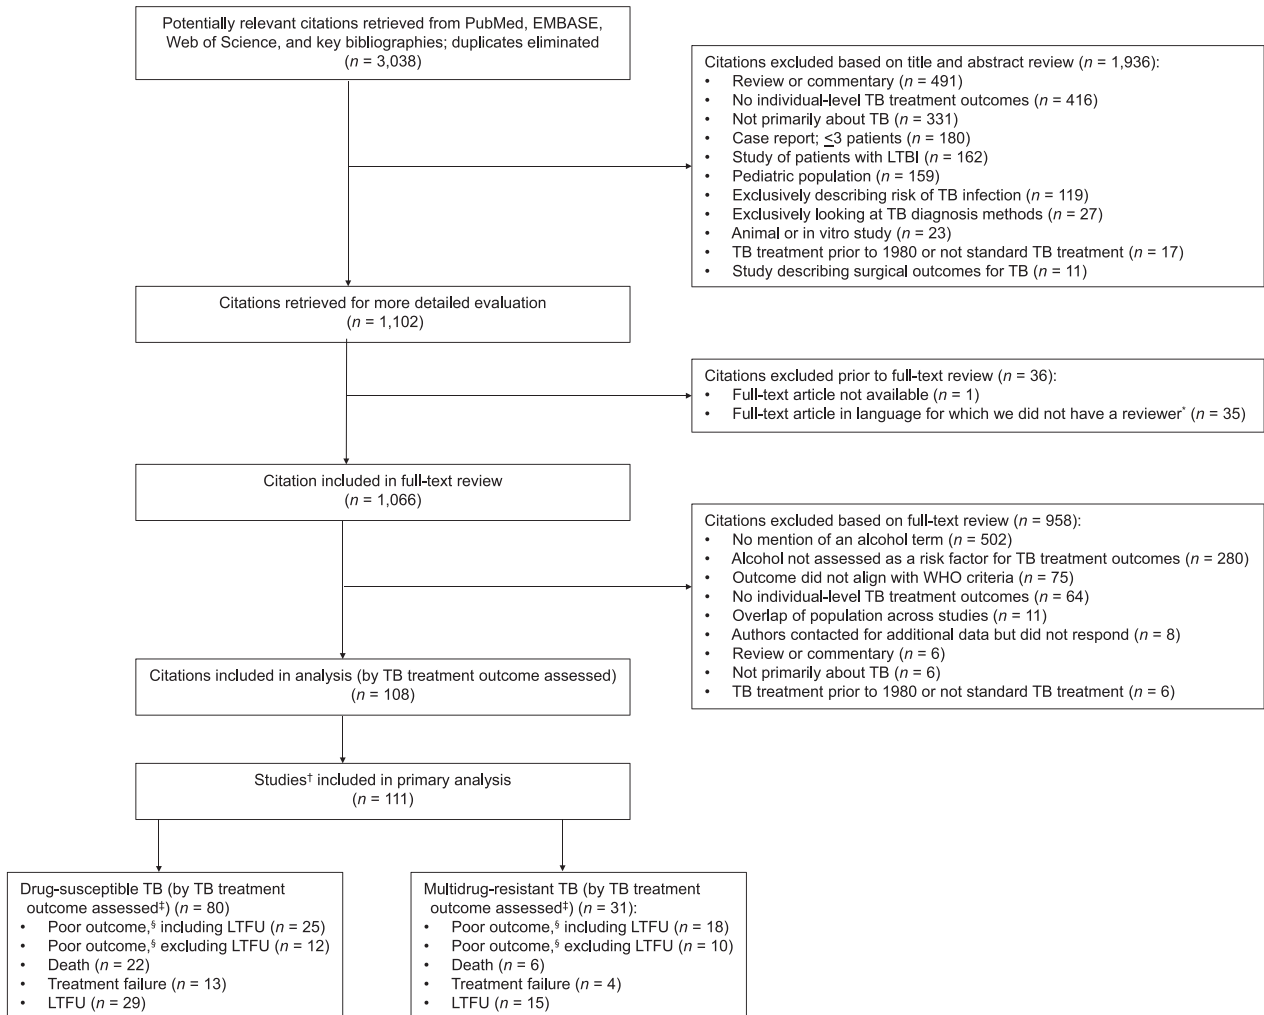 Potentially relevant citations retrieved from PubMed, EMBASE,
Web of Science, and key bibliographies; duplicates eliminated
(n = 3,038)
Citations excluded based on title and abstract review (n = 1,936):
• Review or commentary (n = 491)
• No individual-level TB treatment outcomes (n = 416)
• Not primarily about TB (n = 331)
• Case report; ≤3 patients (n = 180)
• Study of patients with LTBI (n = 162)
• Pediatric population (n = 159)
• Exclusively describing risk of TB infection (n = 119)
• Exclusively looking at TB diagnosis methods (n = 27)
• Animal or in vitro study (n = 23)
• TB treatment prior to 1980 or not standard TB treatment (n = 17)
• Study describing surgical outcomes for TB (n = 11)
Citations retrieved for more detailed evaluation
(n = 1,102)
Citations excluded prior to full-text review (n = 36):
• Full-text article not available (n = 1)
• Full-text article in language for which we did not have a reviewer* (n = 35)
Citation included in full-text review
(n = 1,066)
Citations excluded based on full-text review (n = 958):
• No mention of an alcohol term (n = 502)
• Alcohol not assessed as a risk factor for TB treatment outcomes (n = 280)
• Outcome did not align with WHO criteria (n = 75)
• No individual-level TB treatment outcomes (n = 64)
• Overlap of population across studies (n = 11)
• Authors contacted for additional data but did not respond (n = 8)
• Review or commentary (n = 6)
• Not primarily about TB (n = 6)
• TB treatment prior to 1980 or not standard TB treatment (n = 6)
Citations included in analysis (by TB treatment outcome assessed)
(n = 108)
Studies† included in primary analysis
(n = 111)
Drug-susceptible TB (by TB treatment
outcome assessed‡) (n = 80)
• Poor outcome,§ including LTFU (n = 25)
• Poor outcome,§ excluding LTFU (n = 12)
• Death (n = 22)
• Treatment failure (n = 13)
• LTFU (n = 29)
Multidrug-resistant TB (by TB treatment
outcome assessed‡) (n = 31):
• Poor outcome,§ including LTFU (n = 18)
• Poor outcome,§ excluding LTFU (n = 10)
• Death (n = 6)
• Treatment failure (n = 4)
• LTFU (n = 15)